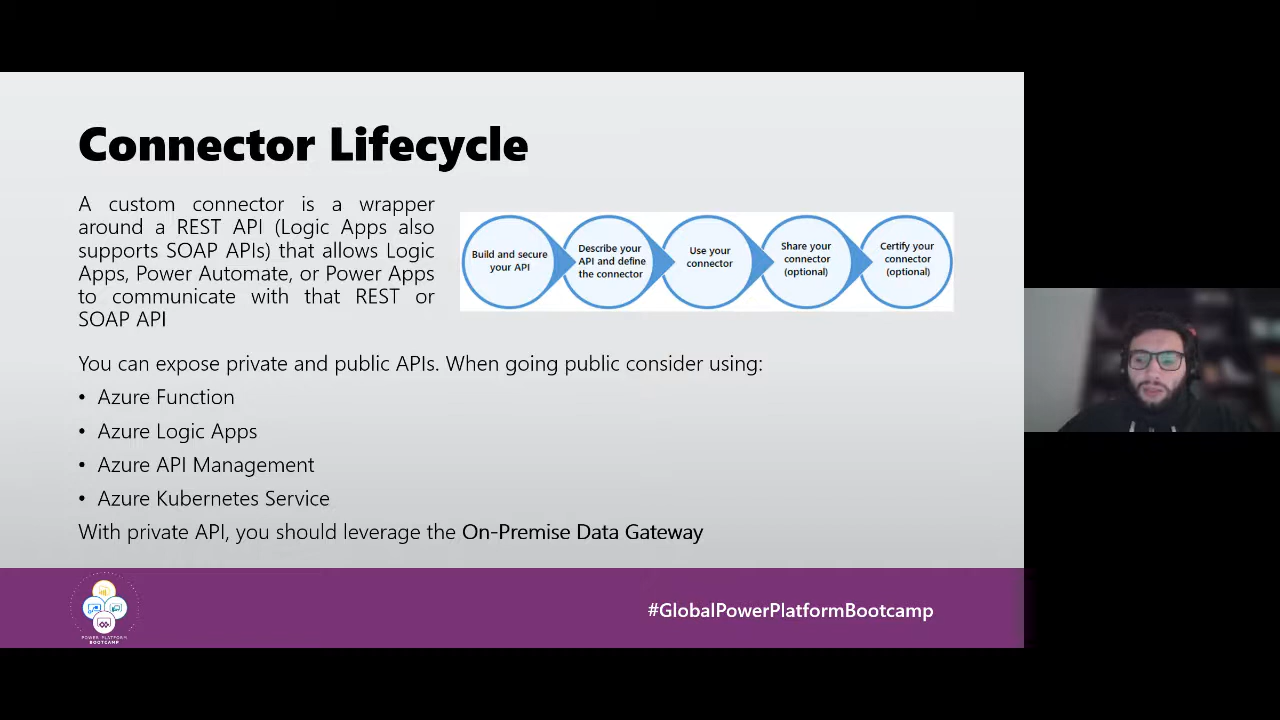 Connector Lifecycle
A custom connector is a wrapper
around a REST API (Logic Apps also
supports SOAP APIs) that allows Logic
Apps, Power Automate, or Power Apps
to communicate with that REST or
SOAP API
Build and secure
your API
Describe your
API and define
the connector
Use your
connector
Share your
connector
(optional)
Certify your
connector
(optional)
You can expose private and public APIs. When going public consider using:
• Azure Function
• Azure Logic Apps
• Azure API Management
• Azure Kubernetes Service
With private API, you should leverage the On-Premise Data Gateway
POWER PLATFORM
BOOTCAMP
#GlobalPowerPlatformBootcamp